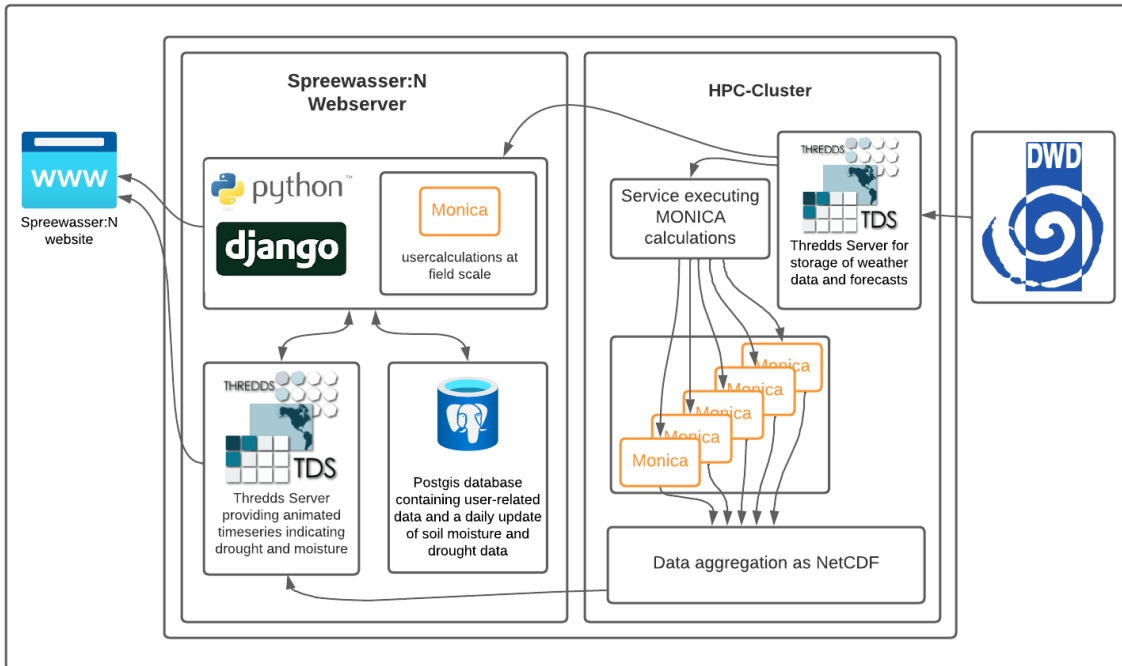 Spreewasser:N
Webserver
HPC-Cluster
www
Spreewasser:N
website
python™
django
Monica
usercalculations at
field scale
Service executing
MONICA
calculations
THREDDS
TDS
Thredds Server for
storage of weather
data and forecasts
DWD
THREDDS
TDS
Thredds Server
providing animated
timeseries indicating
drought and moisture
Postgis database
containing user-related
data and a daily update
of soil moisture and
drought data
Monica
Monica
Monica
Monica
Monica
Data aggregation as NetCDF